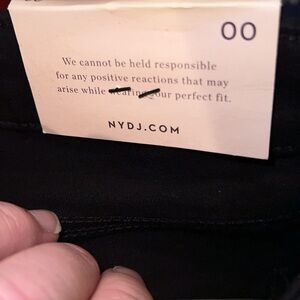 00
We cannot be held responsible
for any positive reactions that may
arise while wearing your perfect fit.
NYDJ.COM